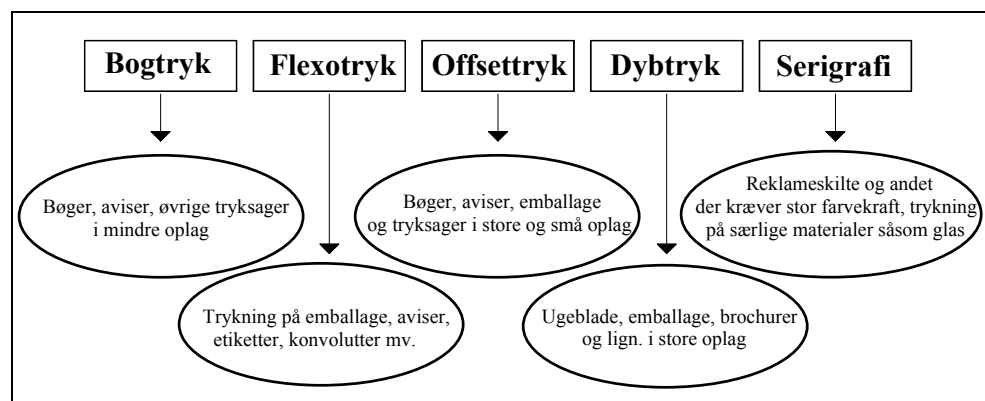 Bogtryk
Flexotryk
Offsettryk
Dybtryk
Serigrafi
Bøger, aviser, øvrige tryksager
i mindre oplag
Bøger, aviser, emballage
og tryksager i store og små oplag
Reklameskilte og andet
der kræver stor farvekraft, trykning
på særlige materialer såsom glas
Trykning på emballage, aviser,
etiketter, konvolutter mv.
Ugeblade, emballage, brochurer
og lign. i store oplag